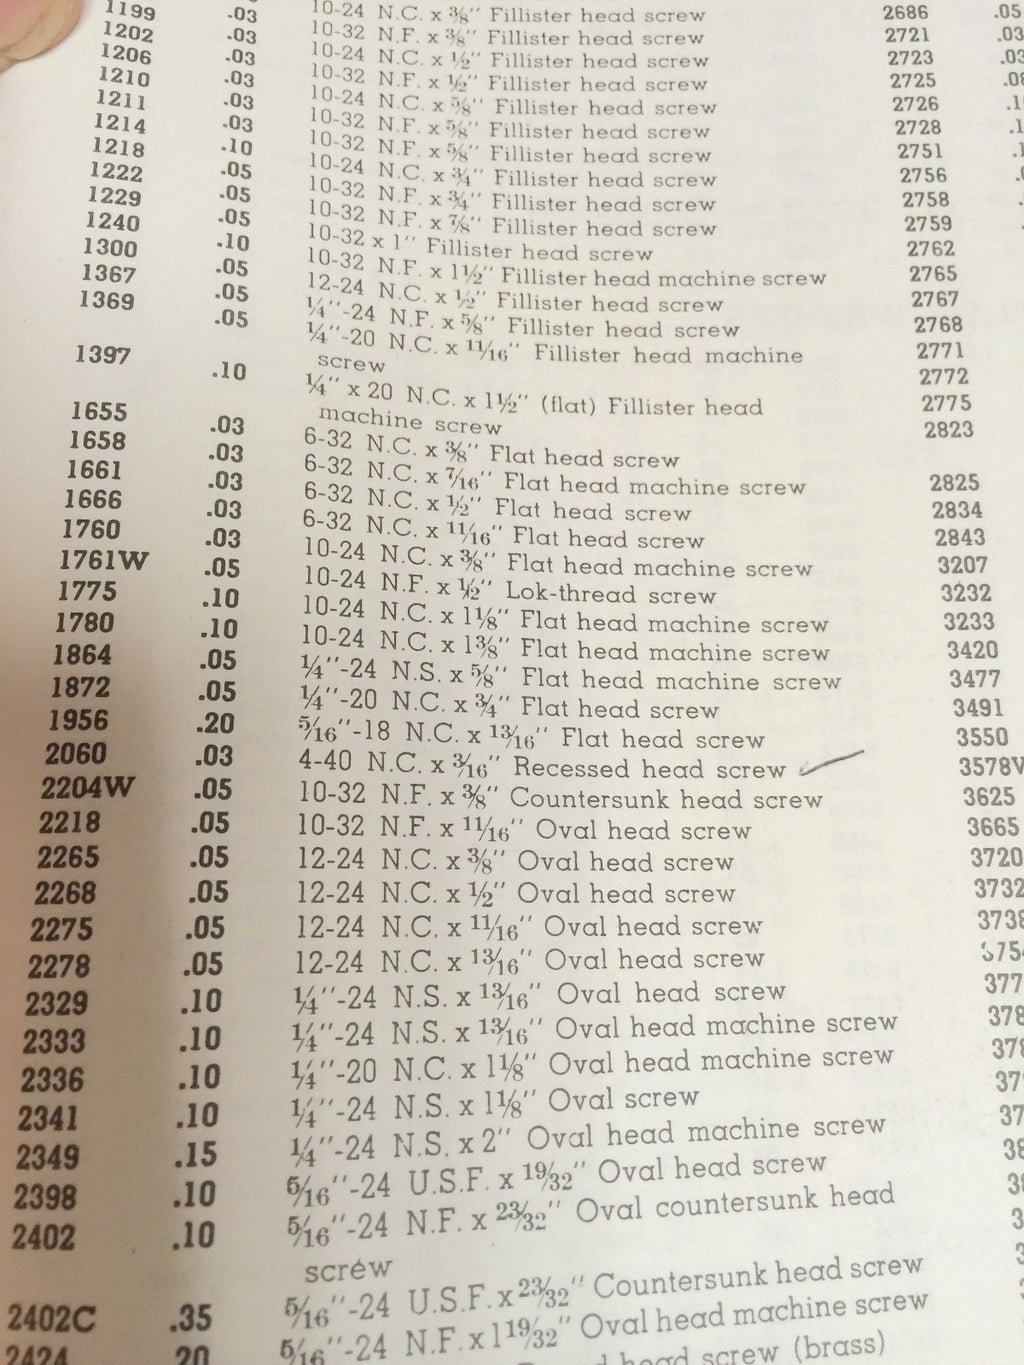 10-24 N.C. x 3/8" Fillister head screw
.03 10-32 N.F. x 3/8" Fillister head screw
1199 .03 10-24 N.C. x 1/2" Fillister head screw
1202 .03 10-32 N.F. x 1/2" Fillister head screw
1206 .03 10-24 N.C. x 5/8" Fillister head screw
1210 .03 10-32 N.F. x 5/8" Fillister head screw
1211 .03 10-32 N.F. x 5/8" Fillister head screw
1214 .10 10-24 N.C. x 3/4" Fillister head screw
1218 .05 10-32 N.F. x 3/4" Fillister head screw
1222 .05 10-32 N.F. x 7/8" Fillister head screw
1229 .05 10-32 x 1" Fillister head screw
1240 .10 10-32 N.F. x 1 1/2" Fillister head machine screw
1300 .05 12-24 N.C. x 1/2" Fillister head screw
1367 .05 1/4"-24 N.F. x 5/8" Fillister head screw
1369 .05 1/4"-20 N.C. x 11/16" Fillister head machine
screw
1397 .10 1/4" x 20 N.C. x 1 1/2" (flat) Fillister head
machine screw
1655 .03 6-32 N.C. x 3/8" Flat head screw
1658 .03 6-32 N.C. x 7/16" Flat head machine screw
1661 .03 6-32 N.C. x 1/2" Flat head screw
1666 .03 6-32 N.C. x 11/16" Flat head screw
1760 .03 10-24 N.C. x 3/8" Flat head machine screw
1761W .05 10-24 N.F. x 1/2" Lok-thread screw
1775 .10 10-24 N.C. x 1 1/8" Flat head machine screw
1780 .10 10-24 N.C. x 1 3/8" Flat head machine screw
1864 .05 1/4"-24 N.S. x 5/8" Flat head machine screw
1872 .05 1/4"-20 N.C. x 3/4" Flat head screw
1956 .20 5/16"-18 N.C. x 13/16" Flat head screw
2060 .03 4-40 N.C. x 3/16" Recessed head screw
2204W .05 10-32 N.F. x 3/8" Countersunk head screw
2218 .05 10-32 N.F. x 11/16" Oval head screw
2265 .05 12-24 N.C. x 3/8" Oval head screw
2268 .05 12-24 N.C. x 1/2" Oval head screw
2275 .05 12-24 N.C. x 11/16" Oval head screw
2278 .05 12-24 N.C. x 13/16" Oval head screw
2329 .10 1/4"-24 N.S. x 13/16" Oval head screw
2333 .10 1/4"-24 N.S. x 13/16" Oval head machine screw
2336 .10 1/4"-20 N.C. x 1 1/8" Oval head machine screw
2341 .10 1/4"-24 N.S. x 1 1/8" Oval screw
2349 .15 1/4"-24 N.S. x 2" Oval head machine screw
2398 .10 5/16"-24 U.S.F. x 19/32" Oval head screw
2402 .10 5/16"-24 N.F. x 23/32" Oval countersunk head
screw
2402C .35 5/16"-24 U.S.F. x 23/32" Countersunk head screw
2424 .20 5/16"-24 N.F. x 1 19/32" Oval head machine screw
head screw (brass)
2686 .05
2721 .03
2723
2725
2726
2728
2751
2756
2758
2759
2762
2765
2767
2768
2771
2772
2775
2823
2825
2834
2843
3207
3232
3233
3420
3477
3491
3550
3578V
3625
3665
3720
3732
3738